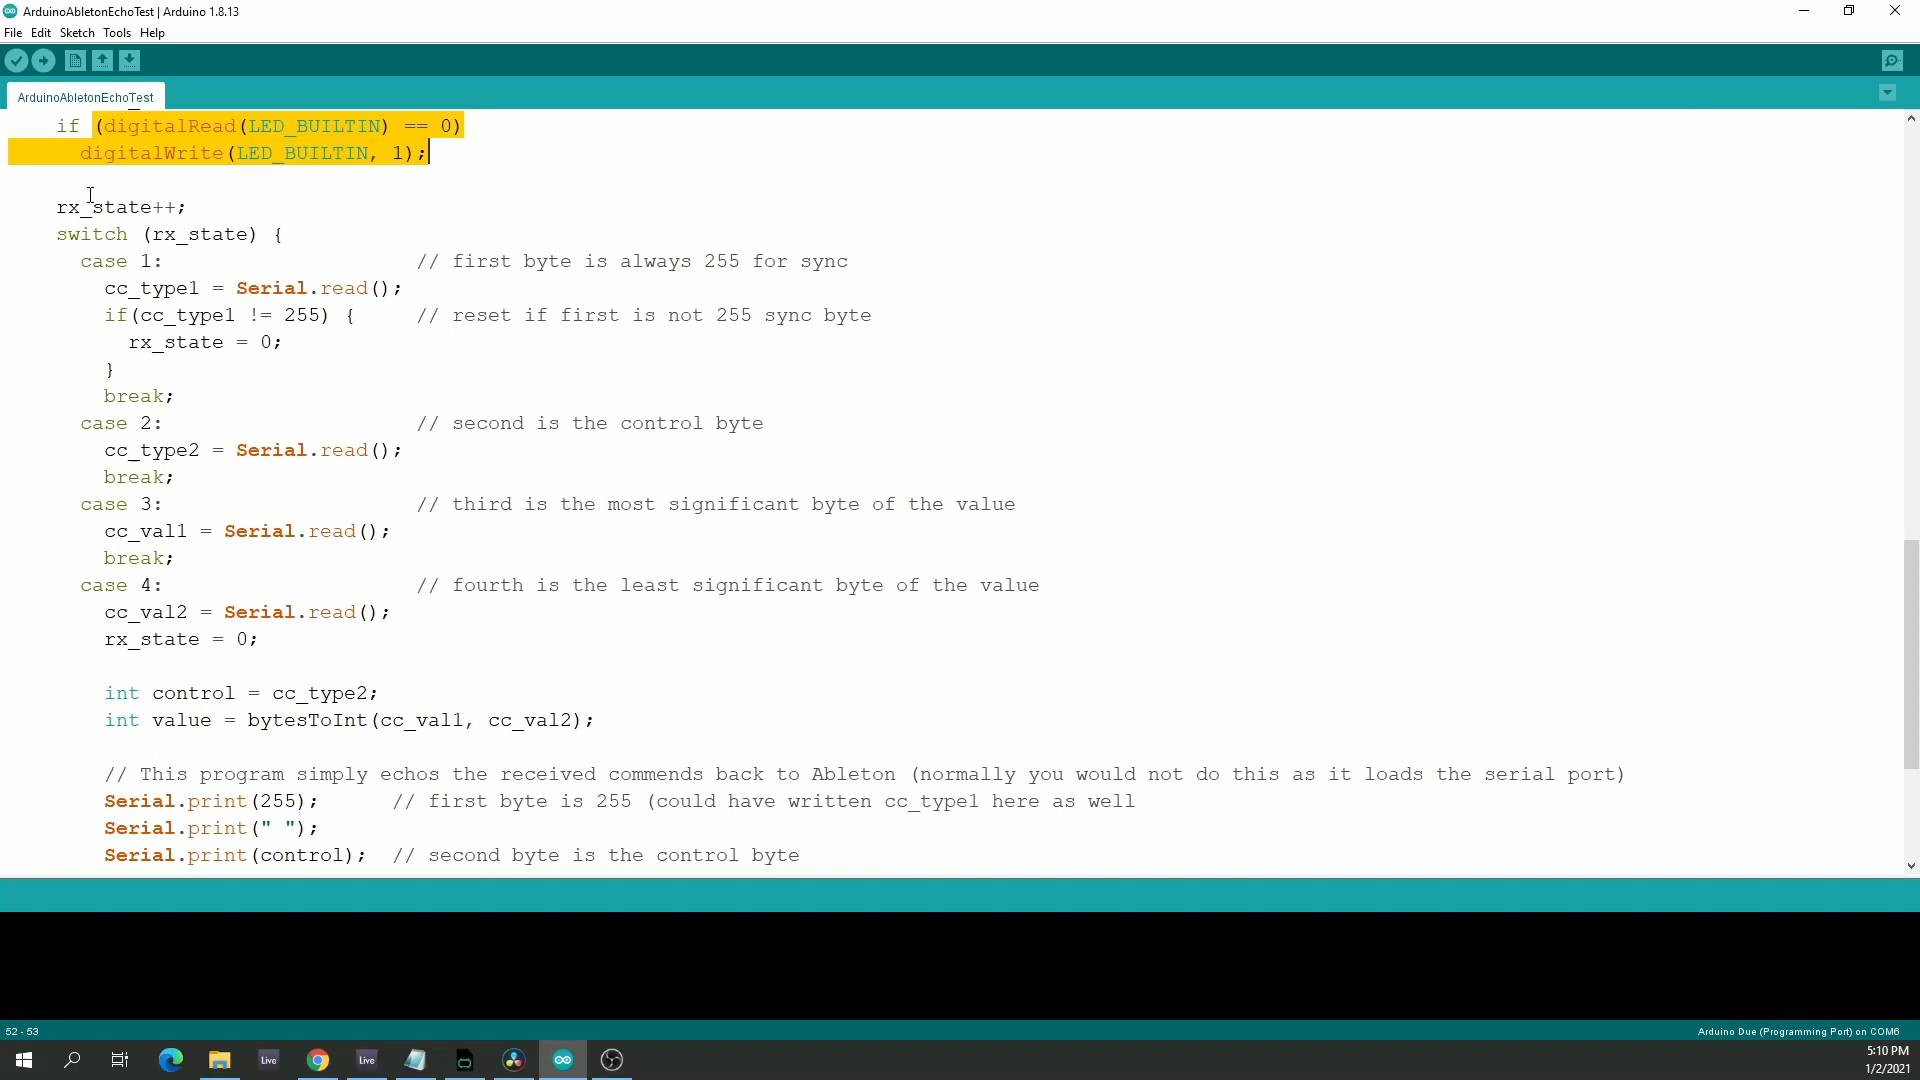 ArduinoAbletonEchoTest | Arduino 1.8.13
File Edit Sketch Tools Help
ArduinoAbletonEchoTest
if (digitalRead(LED_BUILTIN) == 0)
digitalWrite(LED_BUILTIN, 1);
rx_state++;
switch (rx_state) {
case 1: // first byte is always 255 for sync
cc_type1 = Serial.read();
if(cc_type1 != 255) { // reset if first is not 255 sync byte
rx_state = 0;
}
break;
case 2: // second is the control byte
cc_type2 = Serial.read();
break;
case 3: // third is the most significant byte of the value
cc_val1 = Serial.read();
break;
case 4: // fourth is the least significant byte of the value
cc_val2 = Serial.read();
rx_state = 0;
int control = cc_type2;
int value = bytesToInt(cc_val1, cc_val2);
// This program simply echos the received commends back to Ableton (normally you would not do this as it loads the serial port)
Serial.print(255); // first byte is 255 (could have written cc_type1 here as well
Serial.print(" ");
Serial.print(control); // second byte is the control byte
52 - 53
Arduino Due (Programming Port) on COM6
Live
Live
5:10 PM
1/2/2021